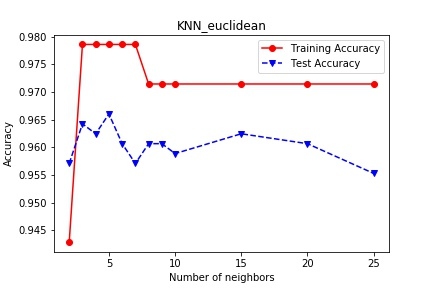 KNN_euclidean
Training Accuracy
Test Accuracy
0.980
0.975
0.970
0.965
0.960
0.955
0.950
0.945
Accuracy
5
10
15
20
25
Number of neighbors